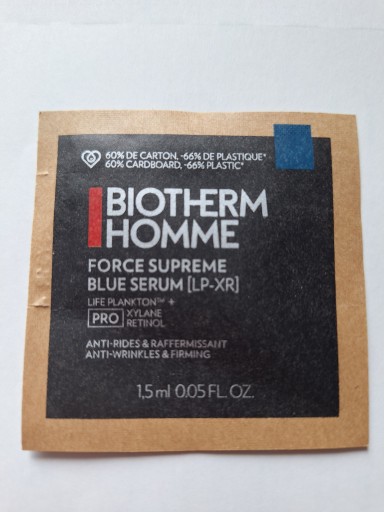 60% DE CARTON, -66% DE PLASTIQUE*
60% CARDBOARD, -66% PLASTIC*
BIOTHERM
HOMME
FORCE SUPREME
BLUE SERUM [LP-XR]
LIFE PLANKTON™ +
PRO XYLANE
RETINOL
ANTI-RIDES & RAFFERMISSANT
ANTI-WRINKLES & FIRMING
1,5 ml 0.05 FL. OZ.